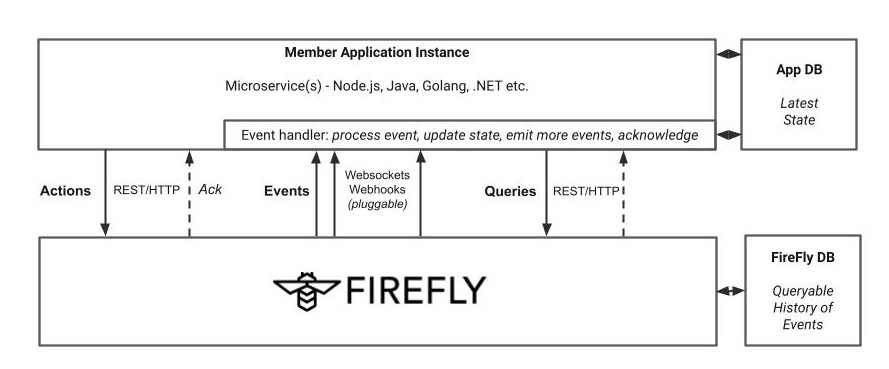 Member Application Instance
Microservice(s) - Node.js, Java, Golang, .NET etc.
Event handler: process event, update state, emit more events, acknowledge
App DB
Latest
State
Actions
REST/HTTP
Ack
Events
Websockets
Webhooks
(pluggable)
Queries
REST/HTTP
FIREFLY
FireFly DB
Queryable
History of
Events